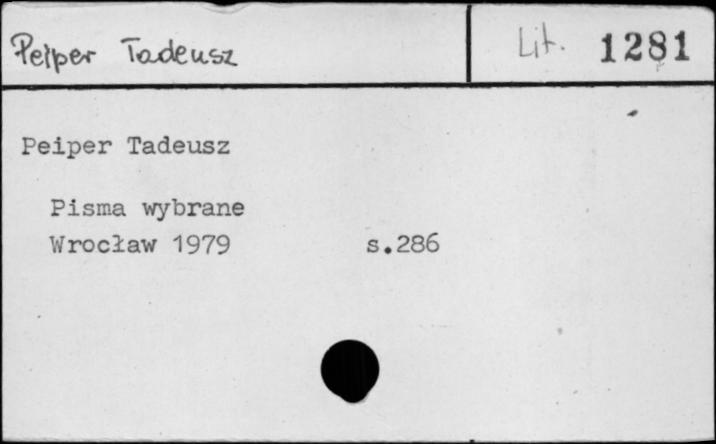 Peiper Tadeusz
Lit. 1281
Peiper Tadeusz
Pisma wybrane
Wrocław 1979 s.286